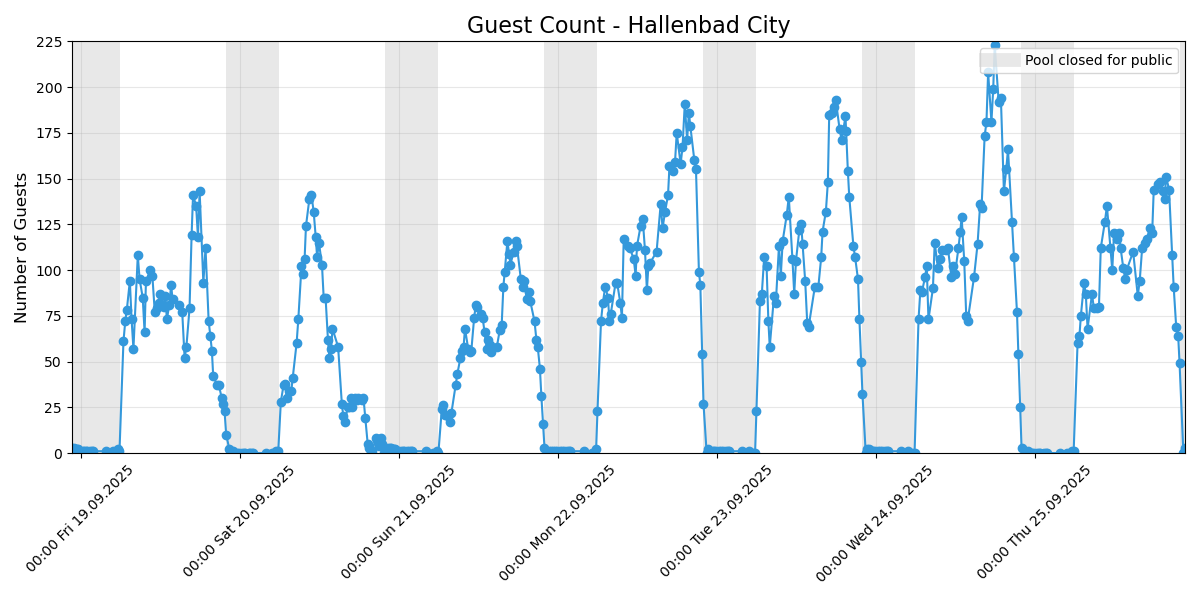 Guest Count - Hallenbad City
Number of Guests
225
200
175
150
125
100
75
50
25
0
Pool closed for public
00:00 Fri 19.09.2025
00:00 Sat 20.09.2025
00:00 Sun 21.09.2025
00:00 Mon 22.09.2025
00:00 Tue 23.09.2025
00:00 Wed 24.09.2025
00:00 Thu 25.09.2025